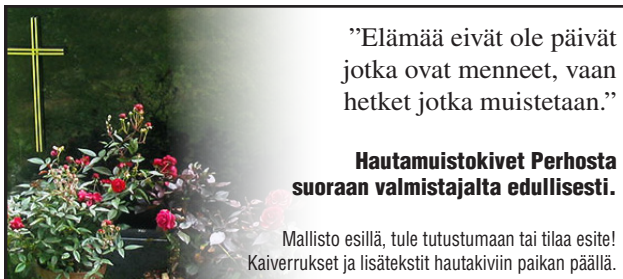 ”Elämää eivät ole päivät
jotka ovat menneet, vaan
hetket jotka muistetaan.”
Hautamuistokivet Perhosta
suoraan valmistajalta edullisesti.
Mallisto esillä, tule tutustumaan tai tilaa esite!
Kaiverrukset ja lisätekstit hautakiviin paikan päällä.